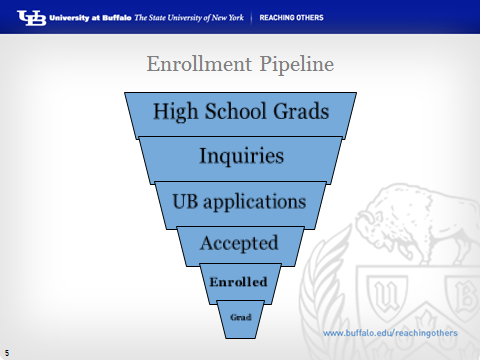 UB University at Buffalo The State University of New York | REACHING OTHERS
Enrollment Pipeline
High School Grads
Inquiries
UB applications
Accepted
Enrolled
Grad
U B
www.buffalo.edu/reachingothers
5